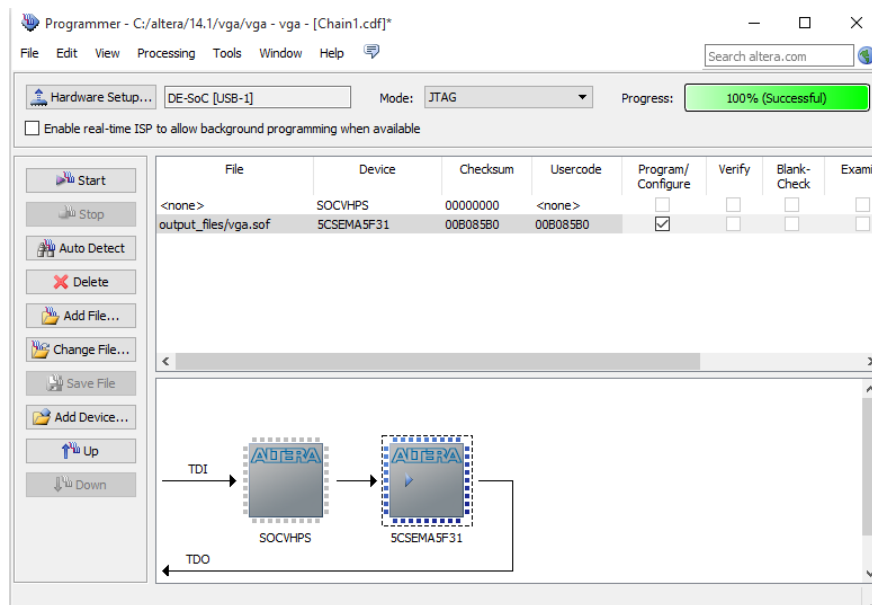 Programmer - C:/altera/14.1/vga/vga - vga - [Chain1.cdf]*
File Edit View Processing Tools Window Help
Search altera.com
Hardware Setup... DE-SoC [USB-1] Mode: JTAG Progress: 100% (Successful)
Enable real-time ISP to allow background programming when available
Start
Stop
Auto Detect
Delete
Add File...
Change File...
Save File
Add Device...
Up
Down
File Device Checksum Usercode Program/ Configure Verify Blank- Check Exami
<none> SOCVHPS 00000000 <none>
output_files/vga.sof 5CSEMA5F31 00B085B0 00B085B0
TDI
ALTERA
ALTERA
SOCVHPS
5CSEMA5F31
TDO